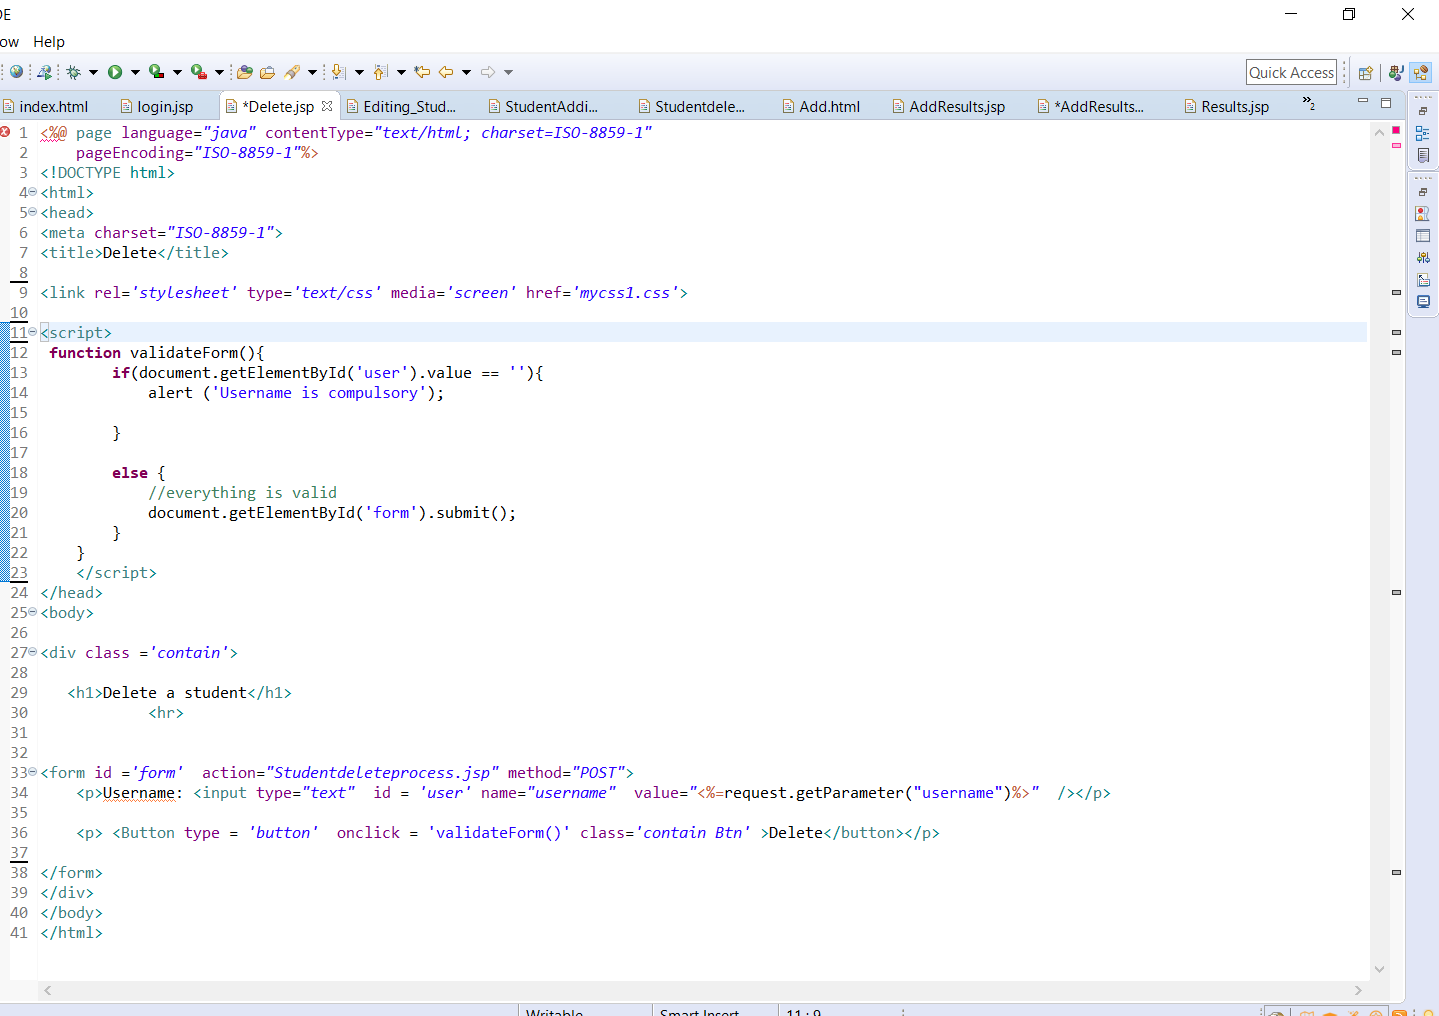 DE
ow Help
Quick Access
index.html login.jsp *Delete.jsp Editing_Stud... StudentAddi... Studentdele... Add.html AddResults.jsp *AddResults... Results.jsp »2
1 <%@ page language="java" contentType="text/html; charset=ISO-8859-1"
2 pageEncoding="ISO-8859-1"%>
3 <!DOCTYPE html>
4 <html>
5 <head>
6 <meta charset="ISO-8859-1">
7 <title>Delete</title>
8
9 <link rel='stylesheet' type='text/css' media='screen' href='mycss1.css'>
10
11 <script>
12 function validateForm(){
13 if(document.getElementById('user').value == ''){
14 alert ('Username is compulsory');
15
16 }
17
18 else {
19 //everything is valid
20 document.getElementById('form').submit();
21 }
22 }
23 </script>
24 </head>
25 <body>
26
27 <div class ='contain'>
28
29 <h1>Delete a student</h1>
30 <hr>
31
32
33 <form id ='form' action="Studentdeleteprocess.jsp" method="POST">
34 <p>Username: <input type="text" id = 'user' name="username" value="<%=request.getParameter("username")%>" /></p>
35
36 <p> <Button type = 'button' onclick = 'validateForm()' class='contain Btn' >Delete</button></p>
37
38 </form>
39 </div>
40 </body>
41 </html>
Writable Smart Insert 11 : 9